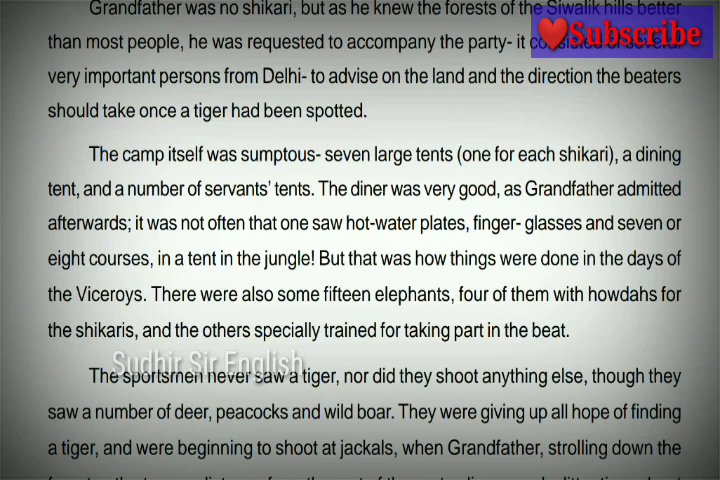 Grandfather was no shikari, but as he knew the forests of the Siwalik hills better
than most people, he was requested to accompany the party- it consisted of several
very important persons from Delhi- to advise on the land and the direction the beaters
should take once a tiger had been spotted.
The camp itself was sumptous- seven large tents (one for each shikari), a dining
tent, and a number of servants' tents. The diner was very good, as Grandfather admitted
afterwards; it was not often that one saw hot-water plates, finger- glasses and seven or
eight courses, in a tent in the jungle! But that was how things were done in the days of
the Viceroys. There were also some fifteen elephants, four of them with howdahs for
the shikaris, and the others specially trained for taking part in the beat.
The sportsmen never saw a tiger, nor did they shoot anything else, though they
saw a number of deer, peacocks and wild boar. They were giving up all hope of finding
a tiger, and were beginning to shoot at jackals, when Grandfather, strolling down the
Subscribe
Sudhir Sir English